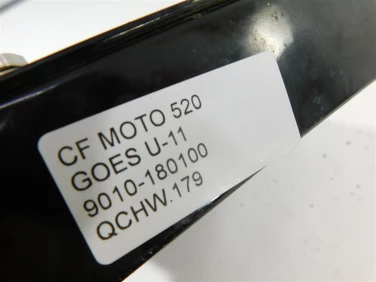 CF MOTO 520
GOES U-11
9010-180100
QCHW.179